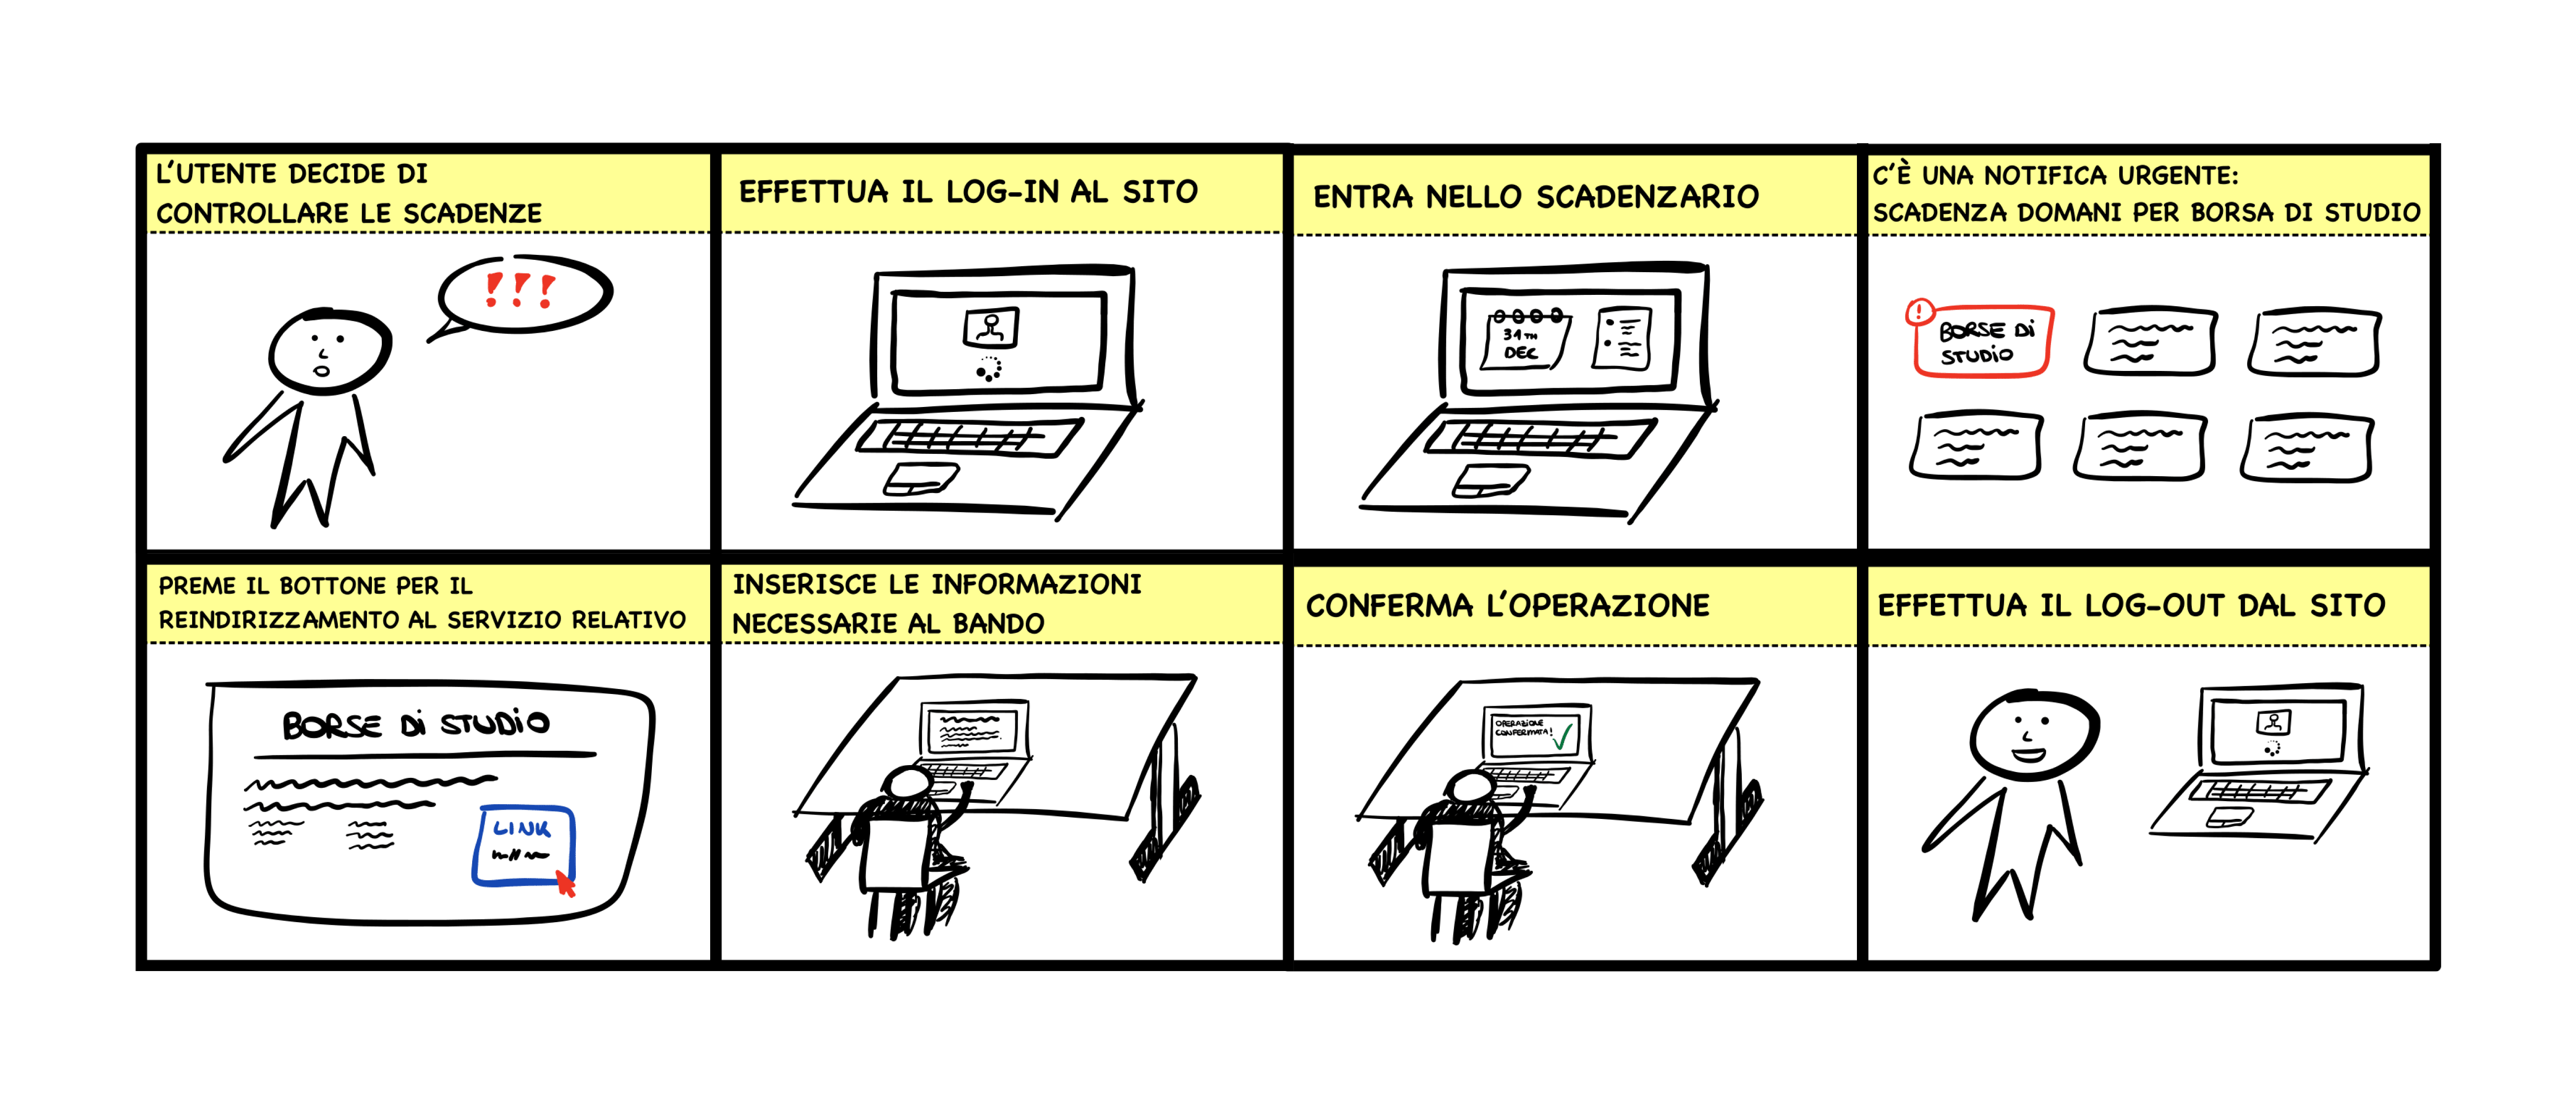 L'UTENTE DECIDE DI
CONTROLLARE LE SCADENZE
!!!
EFFETTUA IL LOG-IN AL SITO
ENTRA NELLO SCADENZARIO
31TH
DEC
C'È UNA NOTIFICA URGENTE:
SCADENZA DOMANI PER BORSA DI STUDIO
!
BORSE Di
STUDiO
PREME IL BOTTONE PER IL
REINDIRIZZAMENTO AL SERVIZIO RELATIVO
BORSE Di STUDiO
LINK
INSERISCE LE INFORMAZIONI
NECESSARIE AL BANDO
CONFERMA L'OPERAZIONE
OPERAZiONE
CONFERMATA!
EFFETTUA IL LOG-OUT DAL SITO